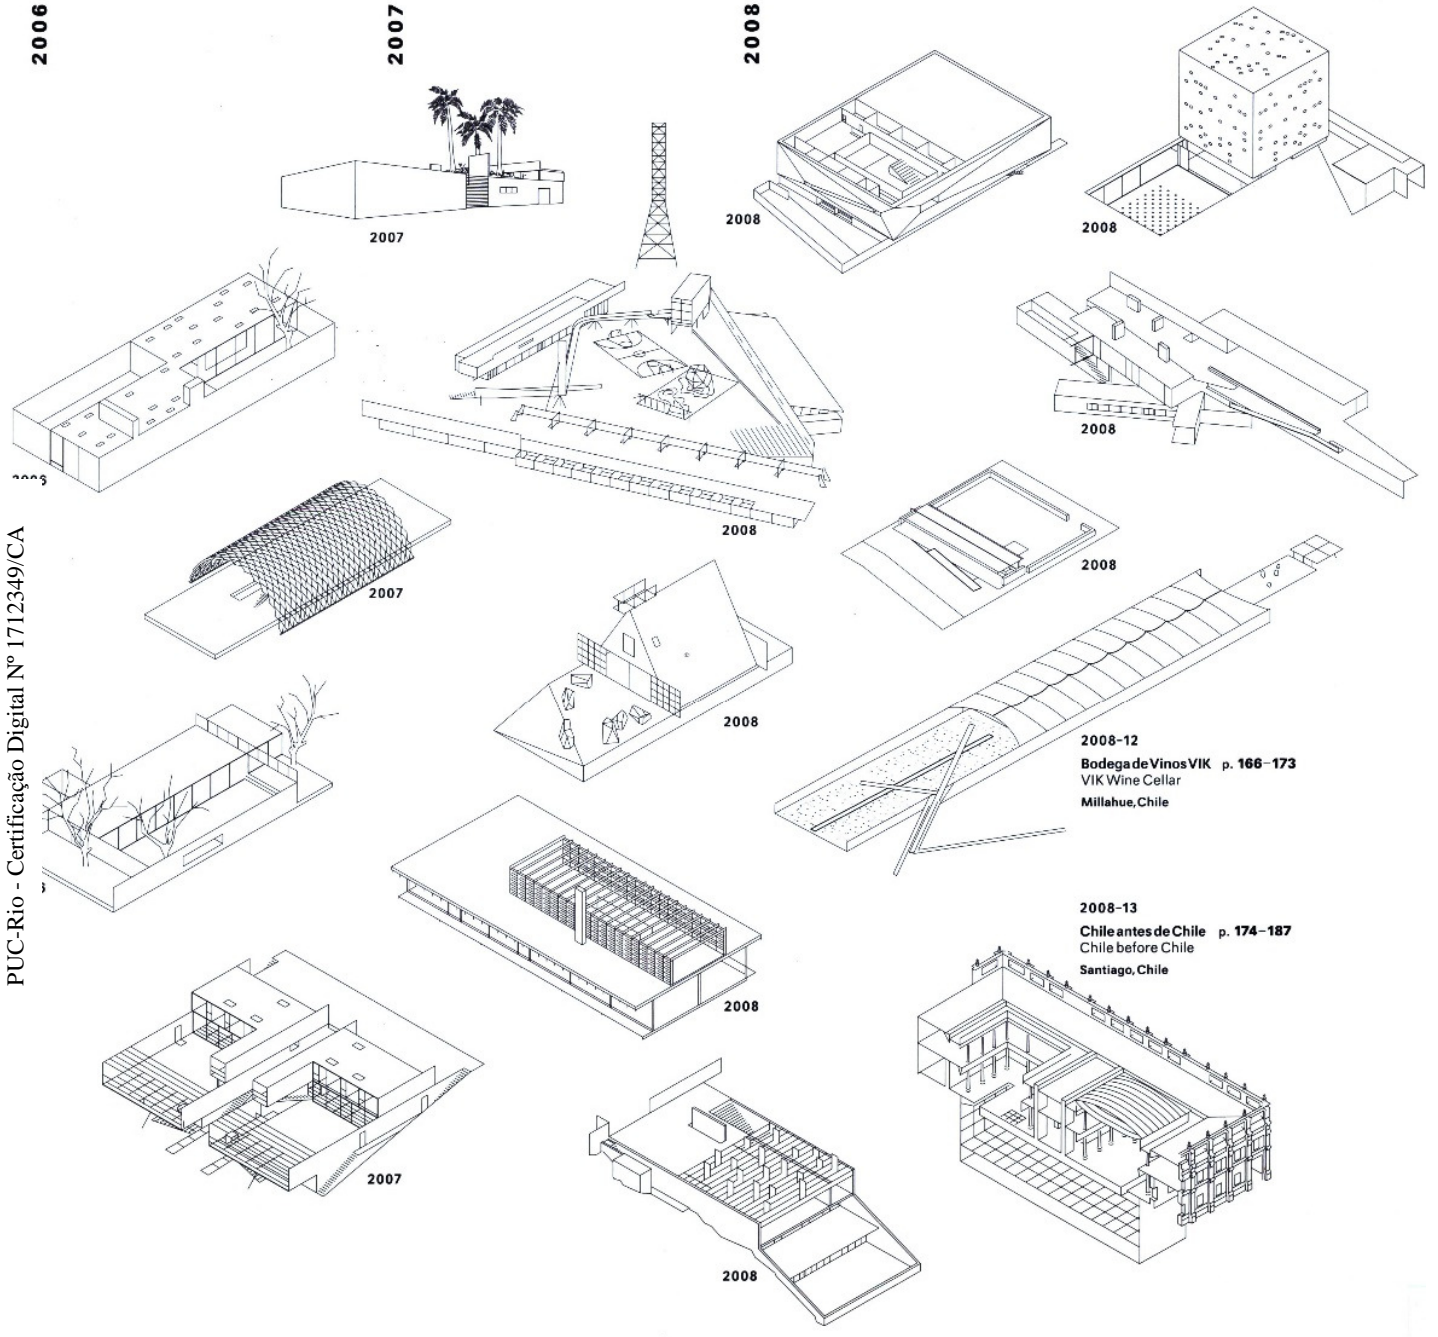 2006
2007
2008
2007
2008
2008
2008
2008
2008
2007
2008
2008-12
Bodega de Vinos VIK p. 166–173
VIK Wine Cellar
Millahue, Chile
2008
2008-13
Chile antes de Chile p. 174–187
Chile before Chile
Santiago, Chile
2007
2008
PUC-Rio - Certificação Digital Nº 1712349/CA